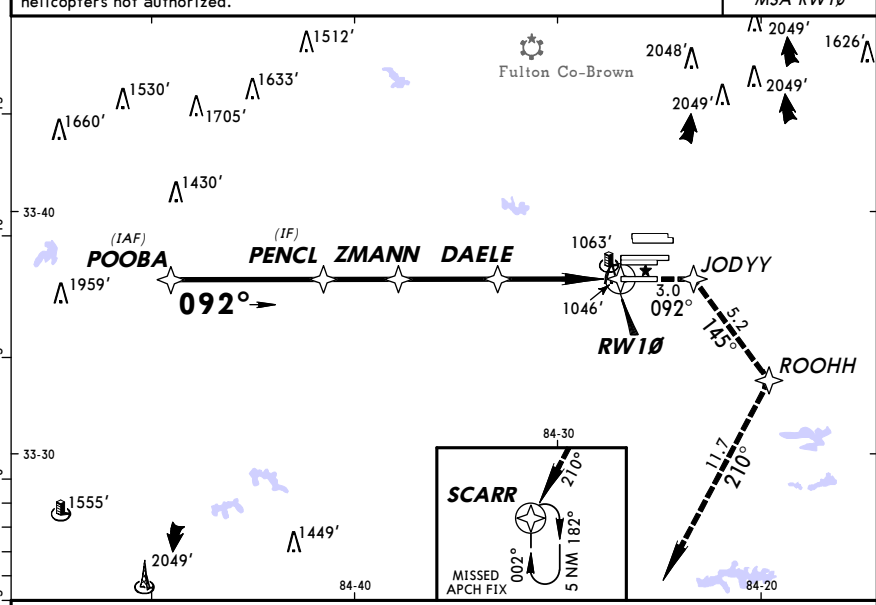 helicopters not authorized.
MSA RW1Ø
1512'
2049'
1626'
2048'
Fulton Co-Brown
1633'
1530'
1705'
2049'
2049'
1660'
1430'
33-40
(IAF)
(IF)
1063'
POOBA
PENCL
ZMANN
DAELE
JODYY
1959'
092°
3.0
092°
1046'
5.2
145°
RW1Ø
ROOHH
84-30
33-30
11.7
210°
210°
SCARR
1555'
002°
5 NM 182°
1449'
2049'
MISSED
APCH FIX
84-40
84-20